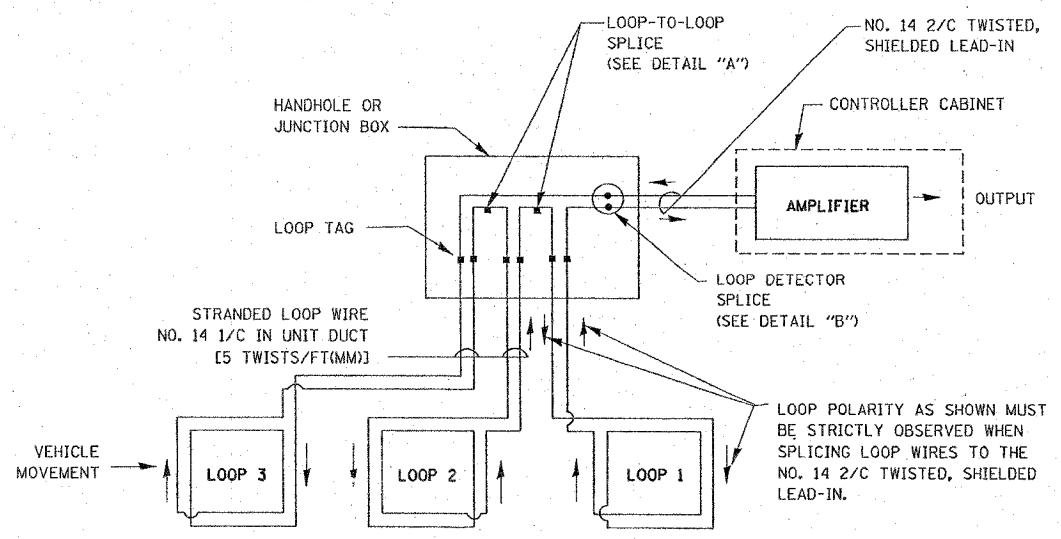 LOOP-TO-LOOP
SPLICE
(SEE DETAIL "A")
NO. 14 2/C TWISTED,
SHIELDED LEAD-IN
HANDHOLE OR
JUNCTION BOX
CONTROLLER CABINET
AMPLIFIER
OUTPUT
LOOP TAG
LOOP DETECTOR
SPLICE
(SEE DETAIL "B")
STRANDED LOOP WIRE
NO. 14 1/C IN UNIT DUCT
[5 TWISTS/FT(MM)]
LOOP POLARITY AS SHOWN MUST
BE STRICTLY OBSERVED WHEN
SPLICING LOOP WIRES TO THE
NO. 14 2/C TWISTED, SHIELDED
LEAD-IN.
VEHICLE
MOVEMENT
LOOP 3
LOOP 2
LOOP 1